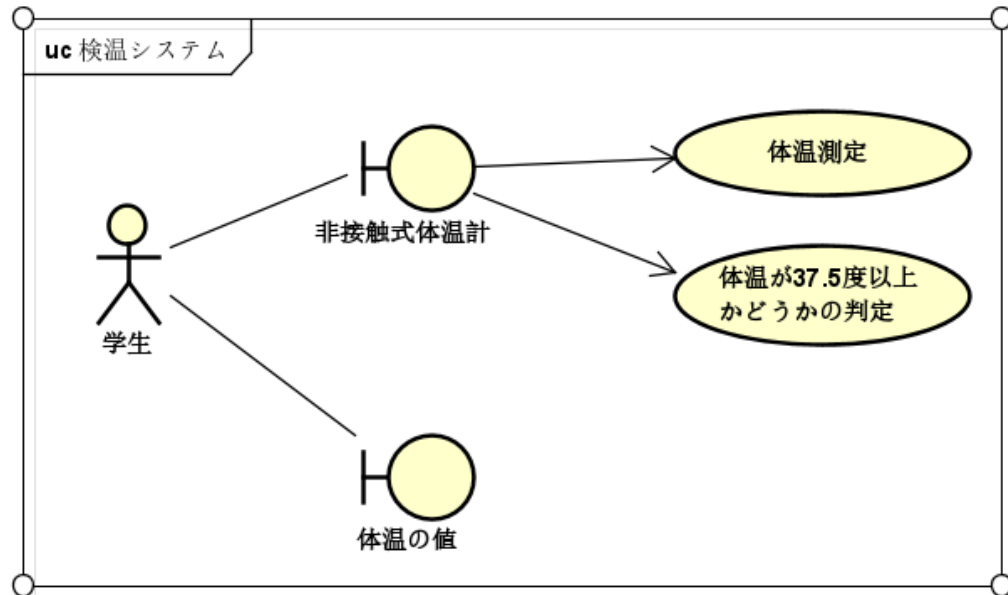 uc 検温システム
体温測定
非接触式体温計
体温が37.5度以上
かどうかの判定
学生
体温の値